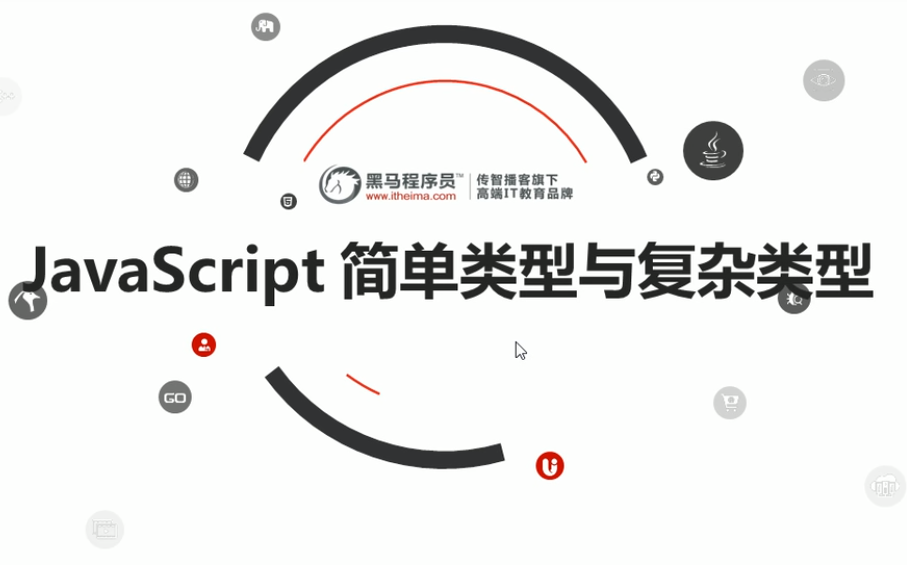 黑马程序员™
www.itheima.com
传智播客旗下
高端IT教育品牌
JavaScript 简单类型与复杂类型
GO